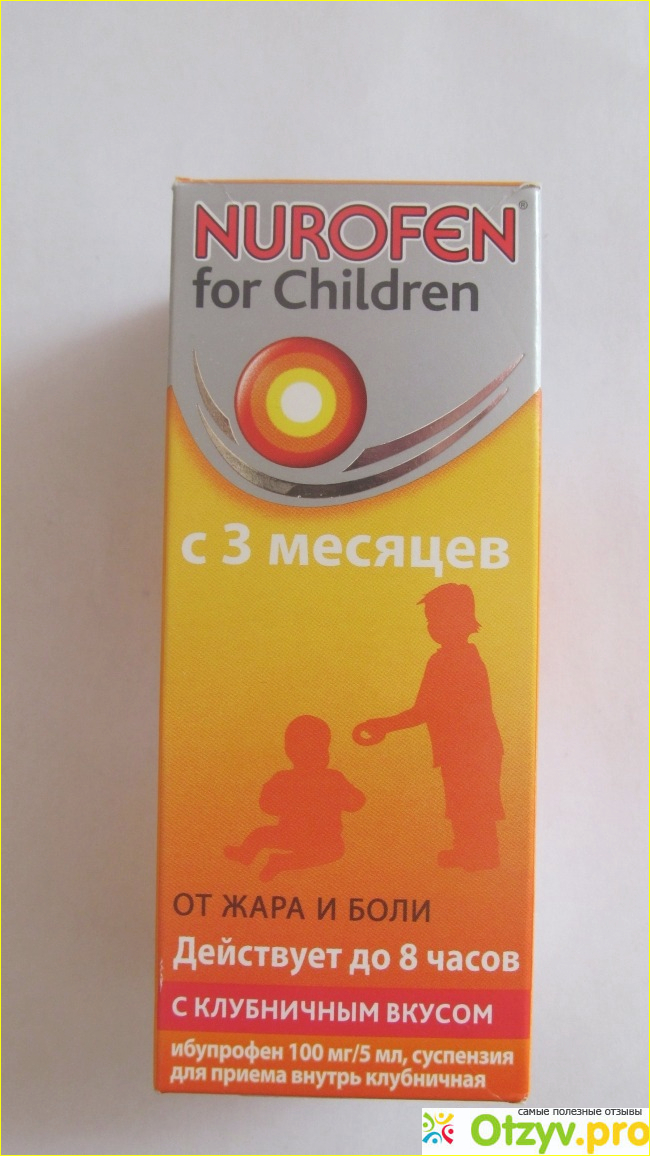 NUROFEN®
for Children
с 3 месяцев
ОТ ЖАРА И БОЛИ
Действует до 8 часов
С КЛУБНИЧНЫМ ВКУСОМ
ибупрофен 100 мг/5 мл, суспензия
для приема внутрь клубничная
самые полезные отзывы
Otzyv.pro